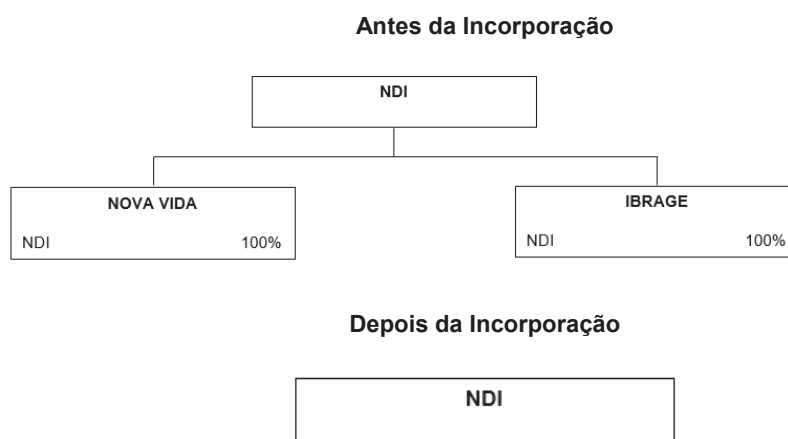 Antes da Incorporação
NDI
NOVA VIDA
NDI 100%
IBRAGE
NDI 100%
Depois da Incorporação
NDI